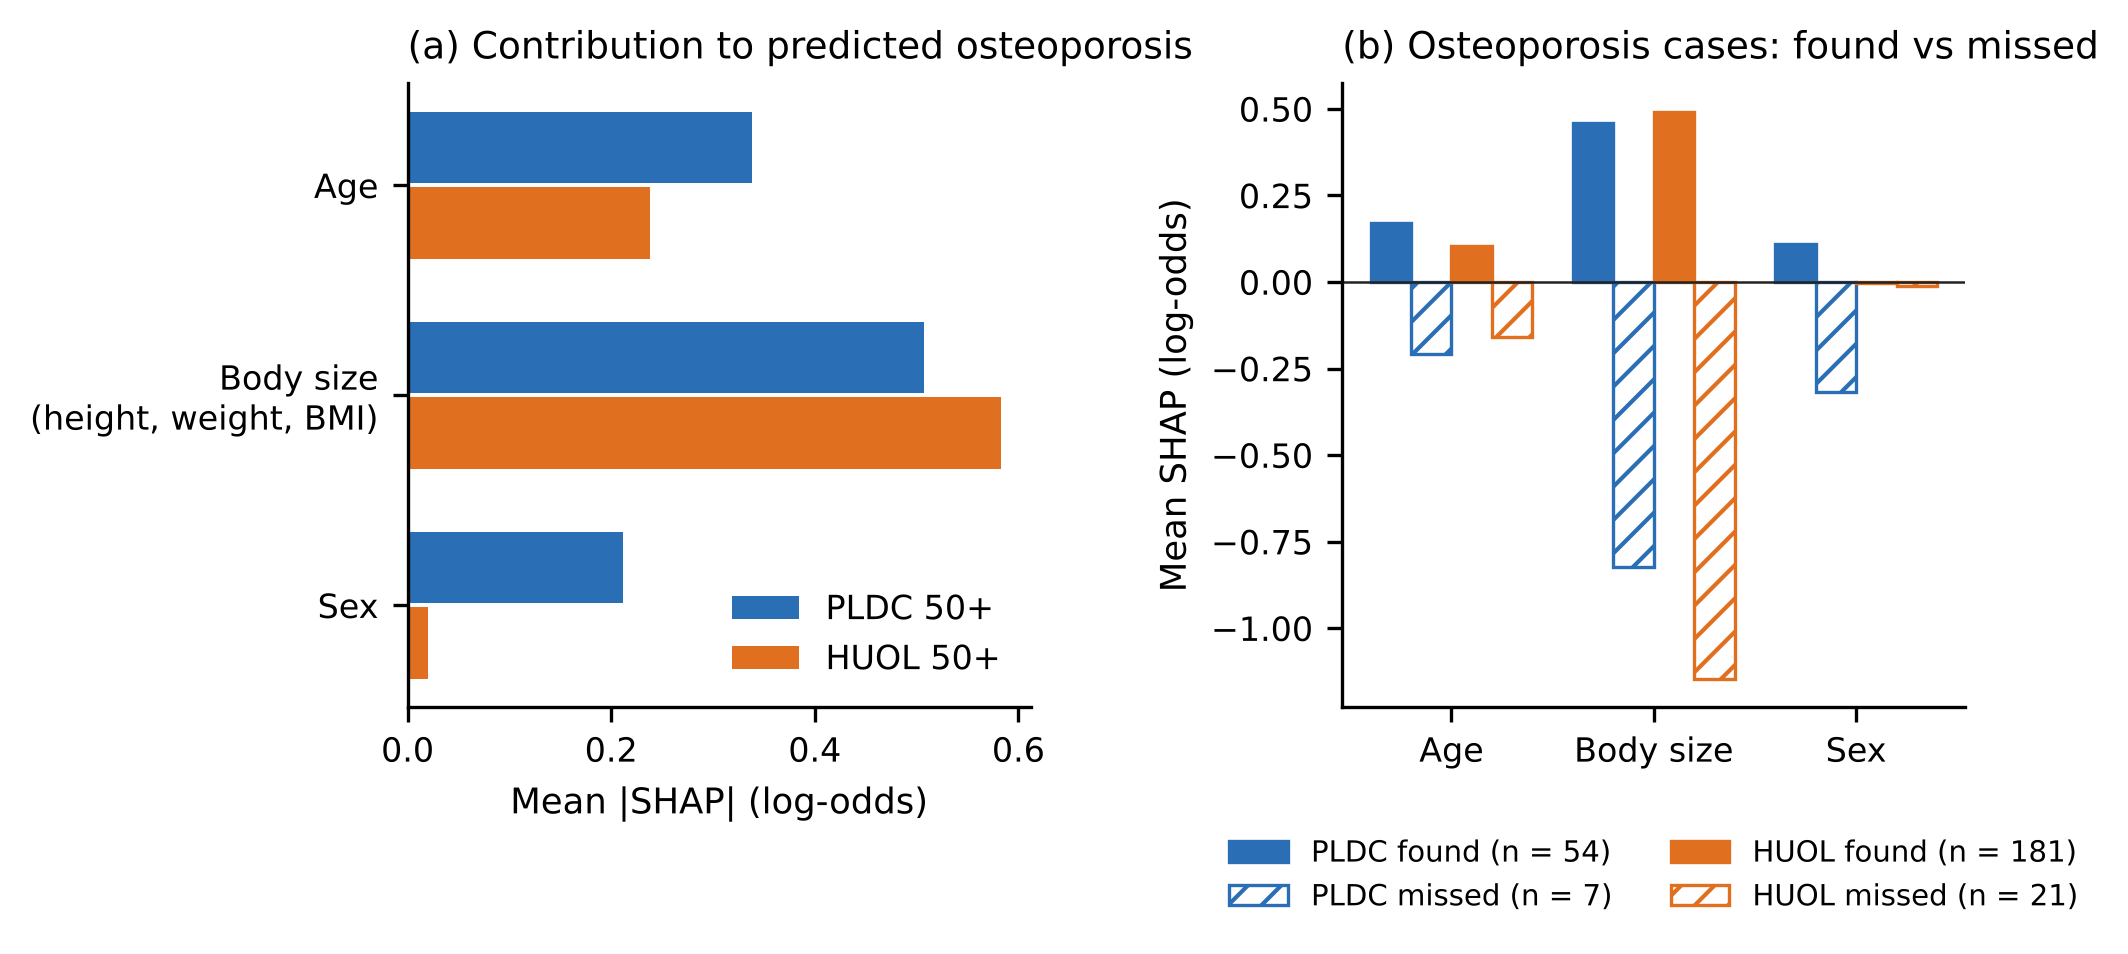 (a) Contribution to predicted osteoporosis
Age
Body size
(height, weight, BMI)
Sex
PLDC 50+
HUOL 50+
0.0 0.2 0.4 0.6
Mean |SHAP| (log-odds)
(b) Osteoporosis cases: found vs missed
0.50
0.25
0.00
−0.25
−0.50
−0.75
−1.00
Mean SHAP (log-odds)
Age Body size Sex
PLDC found (n = 54)
PLDC missed (n = 7)
HUOL found (n = 181)
HUOL missed (n = 21)